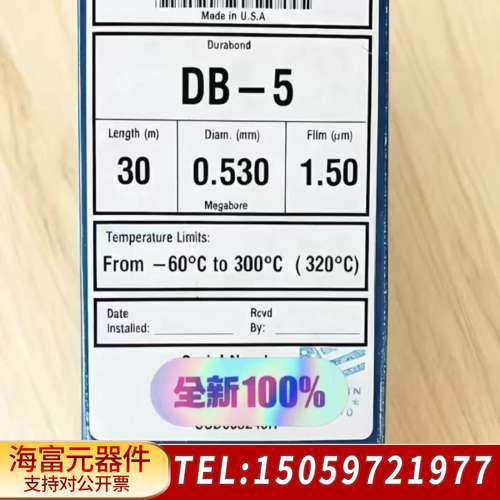 Made in U.S.A
Durabond
DB-5
Length (m) Diam. (mm) Film (μm)
30 0.530 1.50
Megabore
Temperature Limits:
From -60°C to 300°C (320°C)
Date Rcvd
Installed: By:
全新100%
海富元器件
支持对公开票
TEL:15059721977